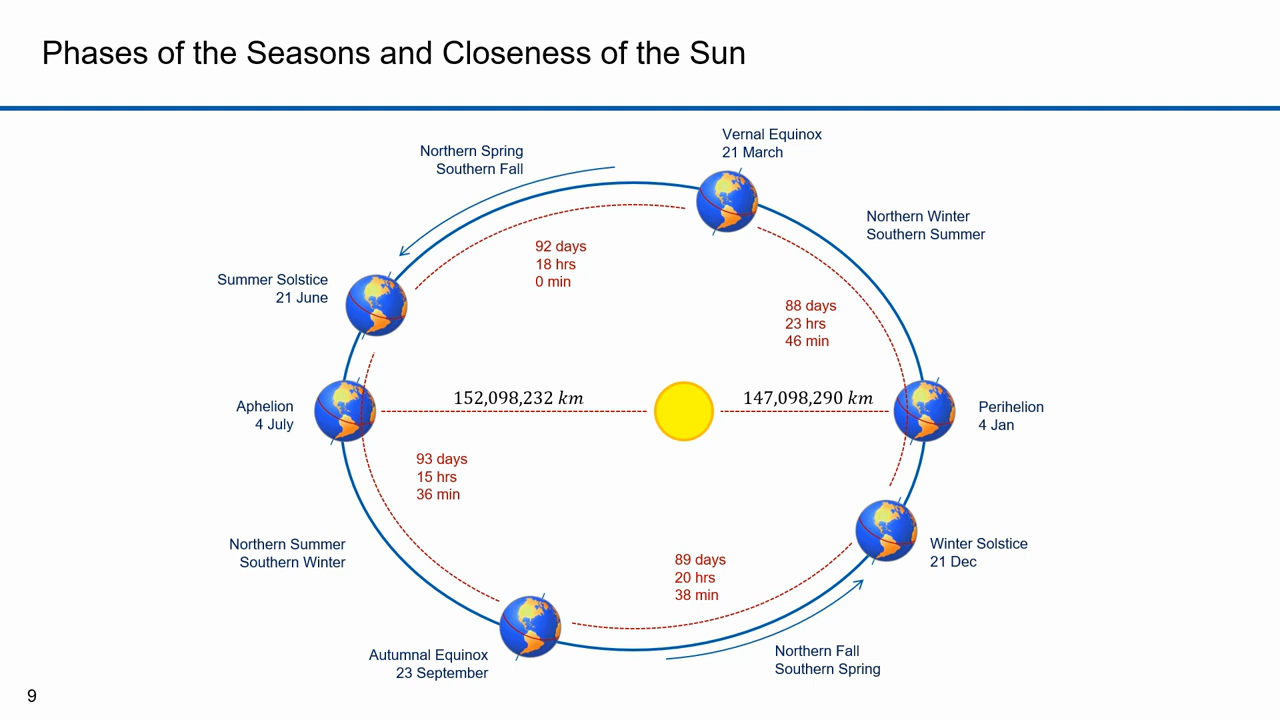 Phases of the Seasons and Closeness of the Sun
Vernal Equinox
21 March
Northern Spring
Southern Fall
Northern Winter
Southern Summer
92 days
18 hrs
0 min
Summer Solstice
21 June
88 days
23 hrs
46 min
152,098,232 km
147,098,290 km
Aphelion
4 July
Perihelion
4 Jan
93 days
15 hrs
36 min
Northern Summer
Southern Winter
Winter Solstice
21 Dec
89 days
20 hrs
38 min
Autumnal Equinox
23 September
Northern Fall
Southern Spring
9